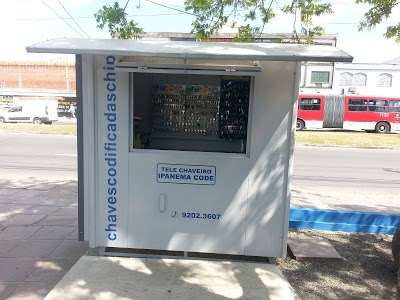 chavescodificadaschip
TELE CHAVEIRO
IPANEMA CODE
9202.3607